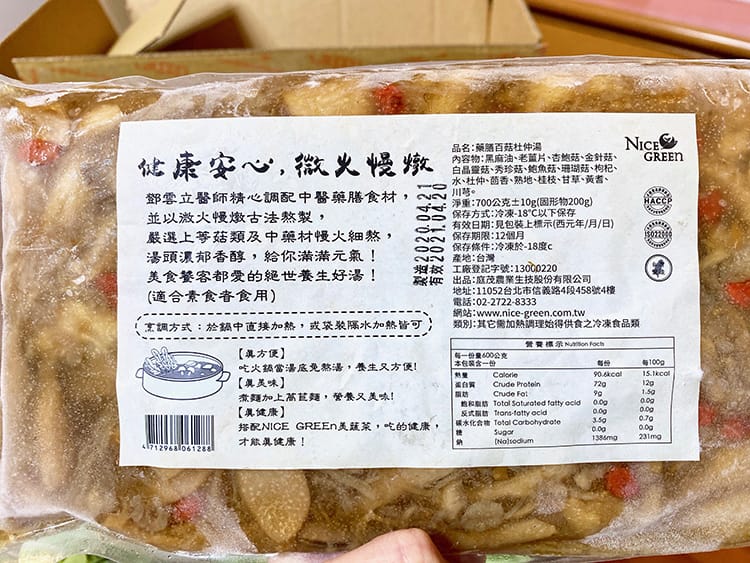 健康安心,微火慢燉
鄧雲立醫師精心調配中醫藥膳食材,
並以微火慢燉古法熬製,
嚴選上等菇類及中藥材慢火細熬,
湯頭濃郁香醇,給你滿滿元氣!
美食饕客都愛的絕世養生好湯!
(適合素食者食用)
製造2020.04.21
有效2021.04.20
烹調方式:於鍋中直接加熱,或袋裝隔水加熱皆可
【真方便】
吃火鍋當湯底免熬湯,養生又方便!
【真美味】
煮麵加上萵苣麵,營養又美味!
【真健康】
搭配NICE GREEn美蔬菜,吃的健康,
才能真健康!
4712968061288
NICE GREEn
HACCP
ISO22000
品名:藥膳百菇杜仲湯
內容物:黑麻油、老薑片、杏鮑菇、金針菇、
白晶靈菇、秀珍菇、鮑魚菇、珊瑚菇、枸杞、
水、杜仲、茴香、熟地、桂枝、甘草、黃耆、
川芎。
淨重:700公克±10g(固形物200g)
保存方式:冷凍-18℃以下保存
有效日期:見包裝上標示(西元年/月/日)
保存期限:12個月
保存條件:冷凍於-18度c
產地:台灣
工廠登記字號:13000220
出品商:庭茂農業生技股份有限公司
地址:11052台北市信義路4段458號4樓
電話:02-2722-8333
網站:www.nice-green.com.tw
類別:其它需加熱調理始得供食之冷凍食品類
營養標示 Nutrition Facts
每一份量600公克
本包裝含一份 每份 每100g
熱量 Calorie 90.6kcal 15.1kcal
蛋白質 Crude Protein 72g 12g
脂肪 Crude Fat 9g 1.5g
飽和脂肪 Total Saturated fatty acid
反式脂肪 Trans-fatty acid
碳水化合物 Total Carbohydrate 3.5g 0.7g
糖 Sugar
鈉 [Na]sodium 1386mg 231mg